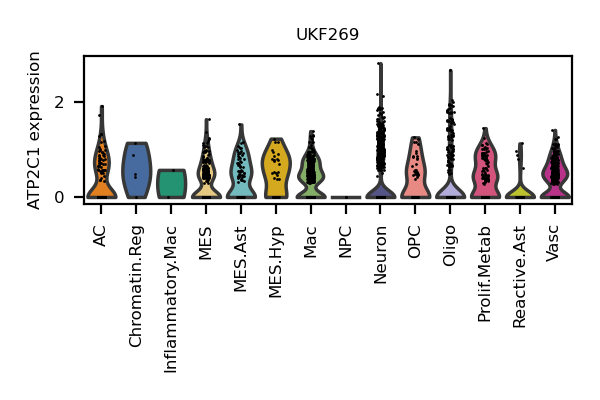 UKF269
ATP2C1 expression
2
0
AC
Chromatin.Reg
Inflammatory.Mac
MES
MES.Ast
MES.Hyp
Mac
NPC
Neuron
OPC
Oligo
Prolif.Metab
Reactive.Ast
Vasc